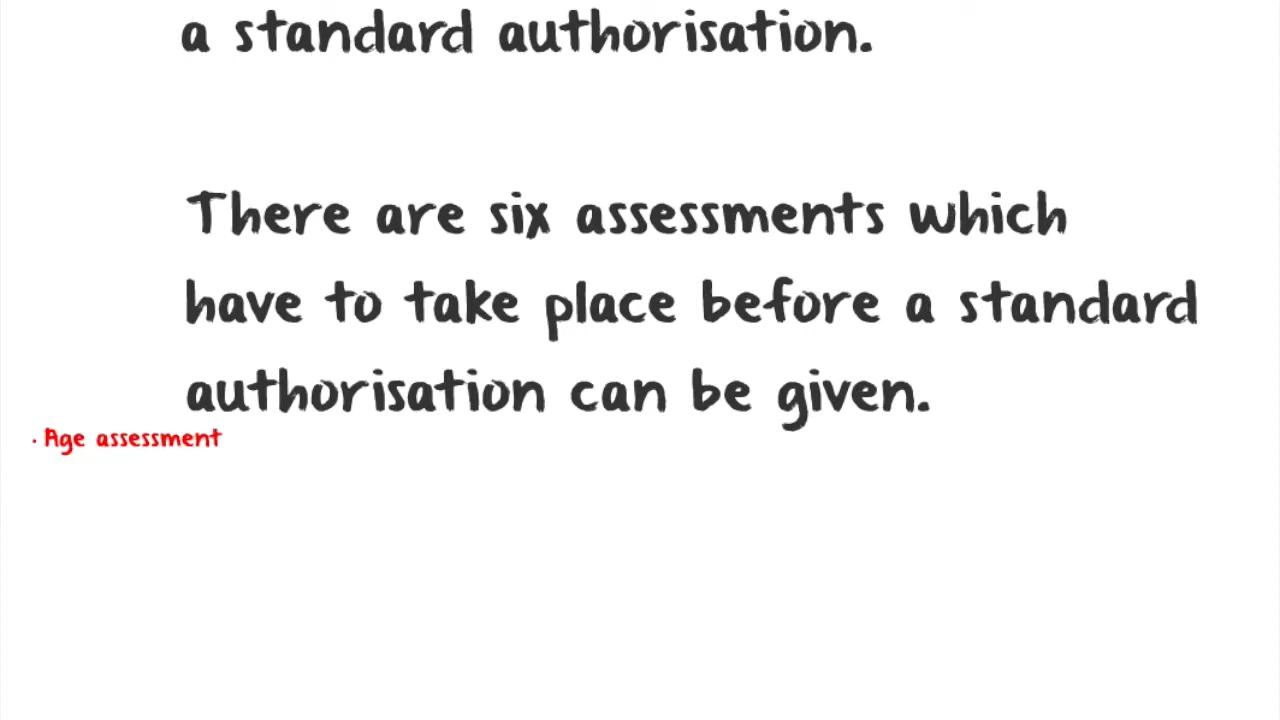 a standard authorisation.
There are six assessments which
have to take place before a standard
authorisation can be given.
· Age assessment